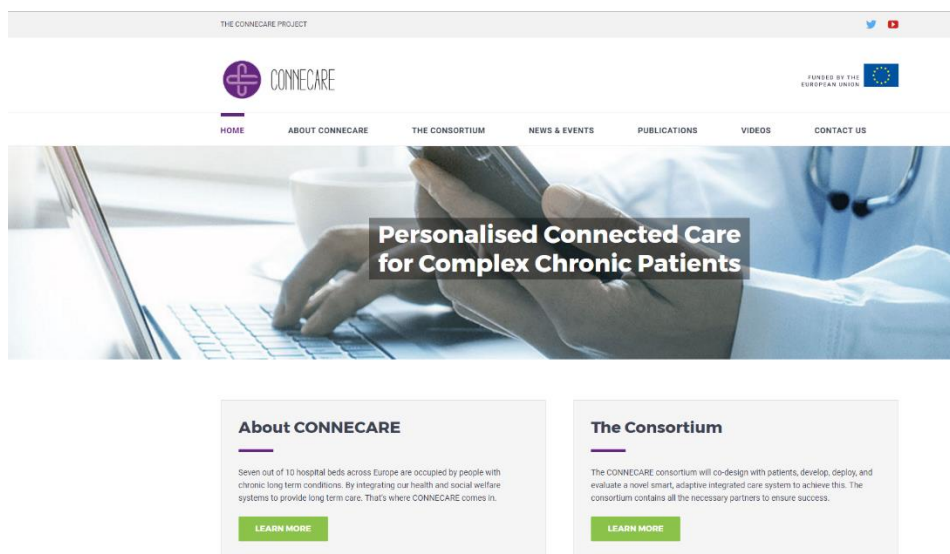 THE CONNECARE PROJECT
CONNECARE
FUNDED BY THE
EUROPEAN UNION
HOME ABOUT CONNECARE THE CONSORTIUM NEWS & EVENTS PUBLICATIONS VIDEOS CONTACT US
Personalised Connected Care
for Complex Chronic Patients
About CONNECARE
Seven out of 10 hospital beds across Europe are occupied by people with
chronic long term conditions. By integrating our health and social welfare
systems to provide long term care. That's where CONNECARE comes in.
LEARN MORE
The Consortium
The CONNECARE consortium will co-design with patients, develop, deploy, and
evaluate a novel smart, adaptive integrated care system to achieve this. The
consortium contains all the necessary partners to ensure success.
LEARN MORE